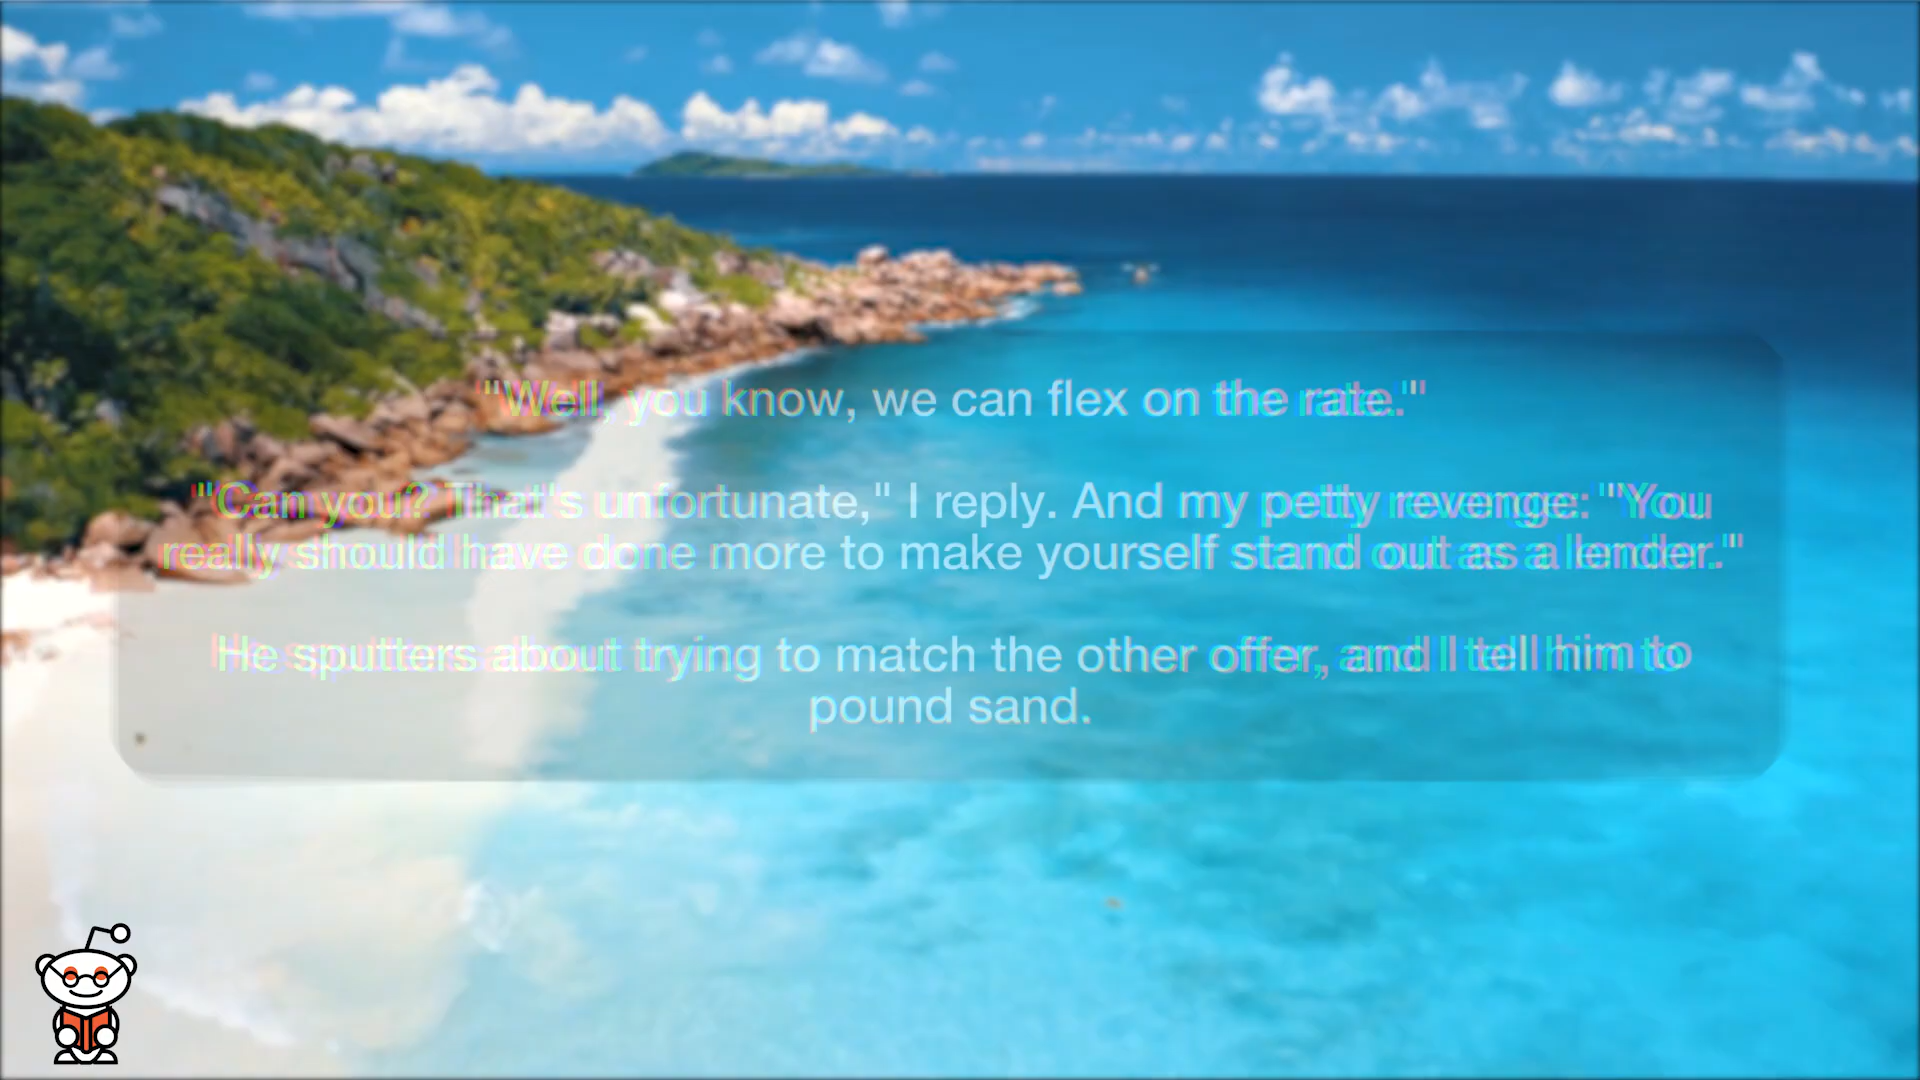 "Well, you know, we can flex on the rate."
"Can you? That's unfortunate," I reply. And my petty revenge: "You
really should have done more to make yourself stand out as a lender."
He sputters about trying to match the other offer, and I tell him to
pound sand.